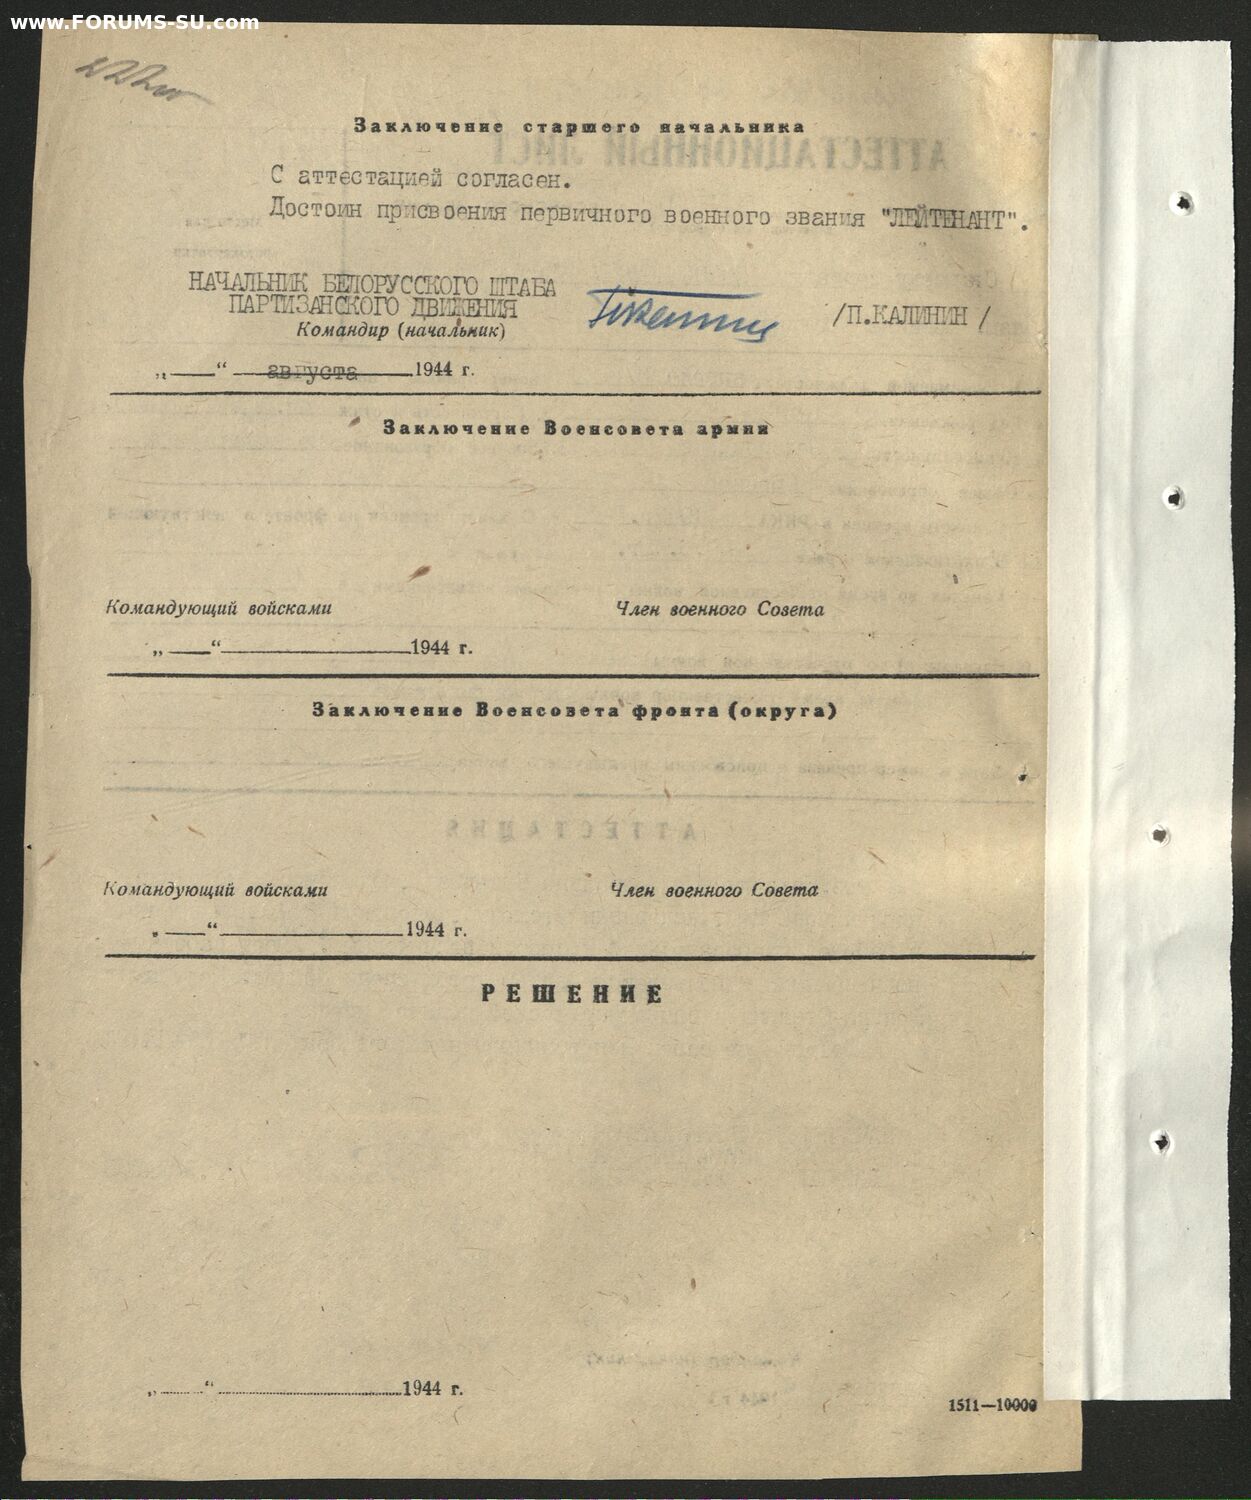 www.FORUMS-SU.com
Заключение старшего начальника
С аттестацией согласен.
Достоин присвоения первичного военного звания "ЛЕЙТЕНАНТ".
НАЧАЛЬНИК БЕЛОРУССКОГО ШТАБА
ПАРТИЗАНСКОГО ДВИЖЕНИЯ
/П.КАЛИНИН /
Командир (начальник)
„ “ августа 1944 г.
Заключение Военсовета армии
Командующий войсками Член военного Совета
„ “ 1944 г.
Заключение Военсовета фронта (округа)
Командующий войсками Член военного Совета
„ “ 1944 г.
РЕШЕНИЕ
„ “ 1944 г.
1511—10000